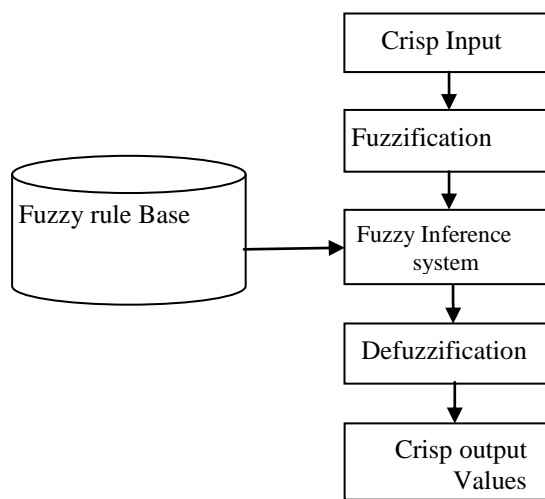 Crisp Input
Fuzzification
Fuzzy rule Base
Fuzzy Inference
system
Defuzzification
Crisp output
Values